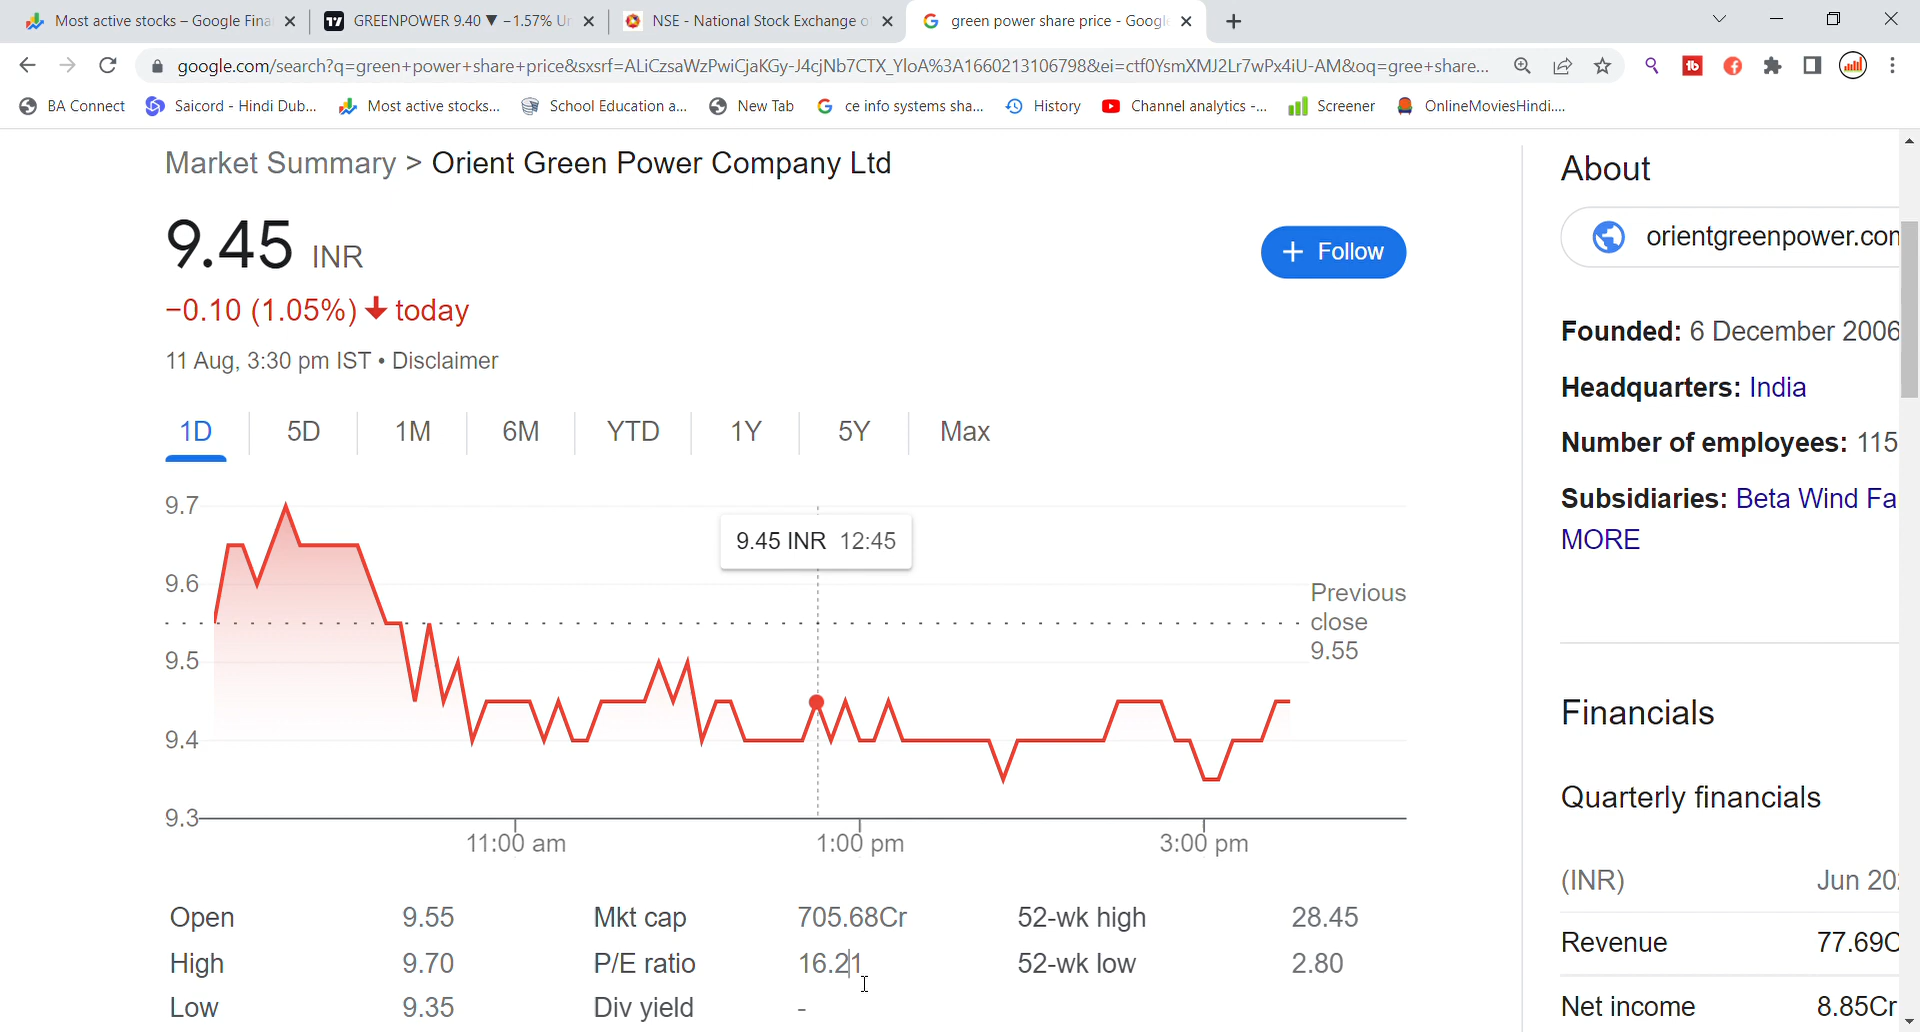 Most active stocks – Google Fina
GREENPOWER 9.40 ▼ −1.57% Un
NSE - National Stock Exchange o
green power share price - Google
google.com/search?q=green+power+share+price&sxsrf=ALiCzsaWzPwiCjaKGy-J4cjNb7CTX_YloA%3A1660213106798&ei=ctf0YsmXMJ2Lr7wPx4iU-AM&oq=gree+share...
BA Connect
Saicord - Hindi Dub...
Most active stocks...
School Education a...
New Tab
ce info systems sha...
History
Channel analytics -...
Screener
OnlineMoviesHindi....
Market Summary > Orient Green Power Company Ltd
9.45 INR
+ Follow
−0.10 (1.05%) ↓ today
11 Aug, 3:30 pm IST • Disclaimer
1D 5D 1M 6M YTD 1Y 5Y Max
9.7
9.6
9.5
9.4
9.3
9.45 INR 12:45
Previous
close
9.55
11:00 am 1:00 pm 3:00 pm
Open 9.55 Mkt cap 705.68Cr 52-wk high 28.45
High 9.70 P/E ratio 16.21 52-wk low 2.80
Low 9.35 Div yield -
About
orientgreenpower.com
Founded: 6 December 2006
Headquarters: India
Number of employees: 115
Subsidiaries: Beta Wind Fa
MORE
Financials
Quarterly financials
(INR) Jun 20
Revenue 77.69C
Net income 8.85Cr